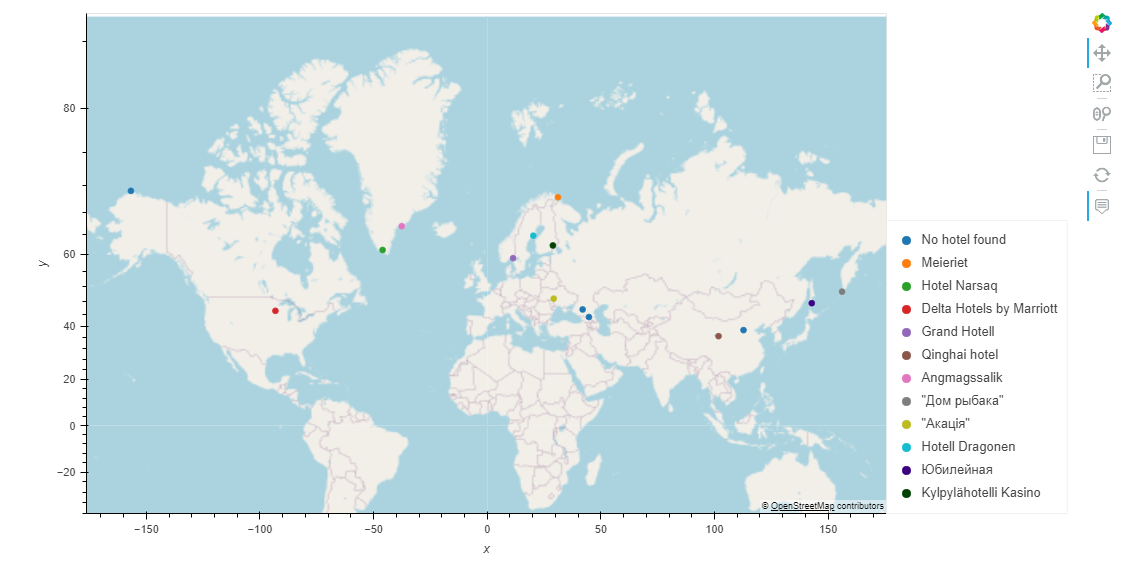 80
60
40
20
0
−20
y
−150
−100
−50
0
50
100
150
x
© OpenStreetMap contributors
No hotel found
Meieriet
Hotel Narsaq
Delta Hotels by Marriott
Grand Hotell
Qinghai hotel
Angmagssalik
"Дом рыбака"
"Акація"
Hotell Dragonen
Юбилейная
Kylpylähotelli Kasino